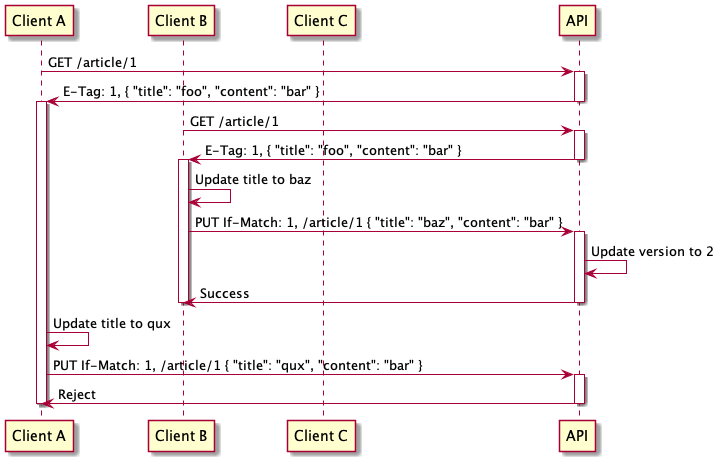 Client A Client B Client C API
GET /article/1
E-Tag: 1, { "title": "foo", "content": "bar" }
GET /article/1
E-Tag: 1, { "title": "foo", "content": "bar" }
Update title to baz
PUT If-Match: 1, /article/1 { "title": "baz", "content": "bar" }
Update version to 2
Success
Update title to qux
PUT If-Match: 1, /article/1 { "title": "qux", "content": "bar" }
Reject
Client A Client B Client C API